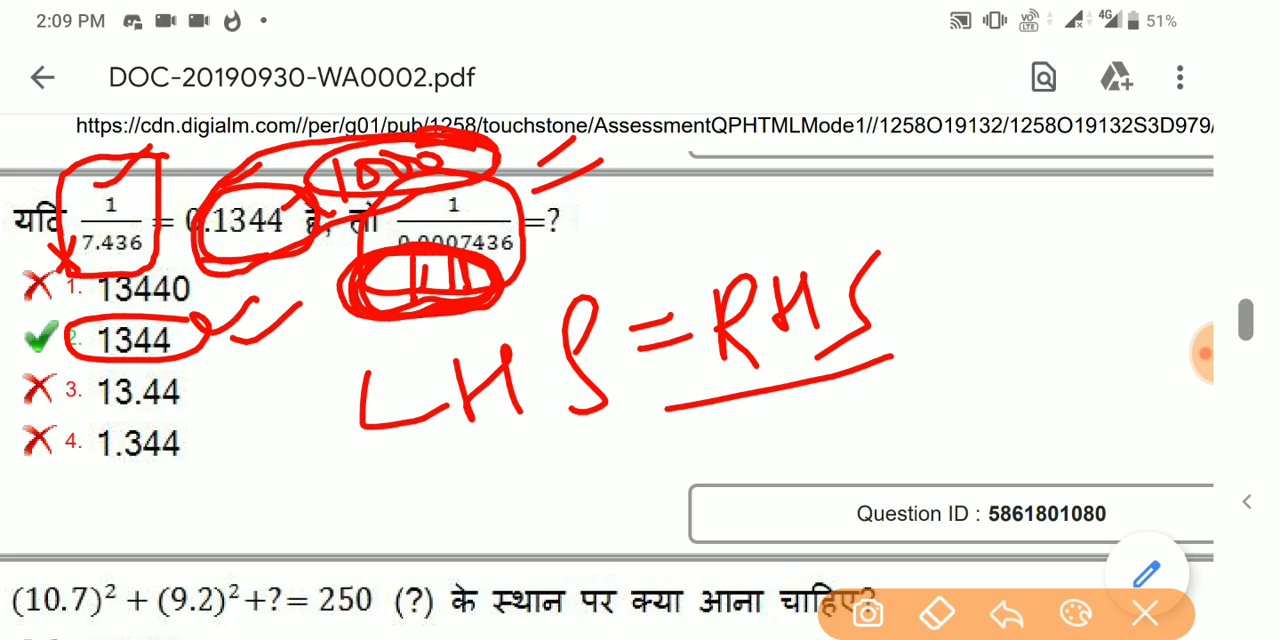 2:09 PM 4G 51%
DOC-20190930-WA0002.pdf
https://cdn.digialm.com//per/g01/pub/1258/touchstone/AssessmentQPHTMLMode1//1258O19132/1258O19132S3D979/
1000
यदि 1/7.436 = 0.1344 है, तो 1/0.0007436 =?
1. 13440
2. 1344
3. 13.44
4. 1.344
LHS = RHS
Question ID : 5861801080
(10.7)² + (9.2)² +? = 250 (?) के स्थान पर क्या आना चाहिए?